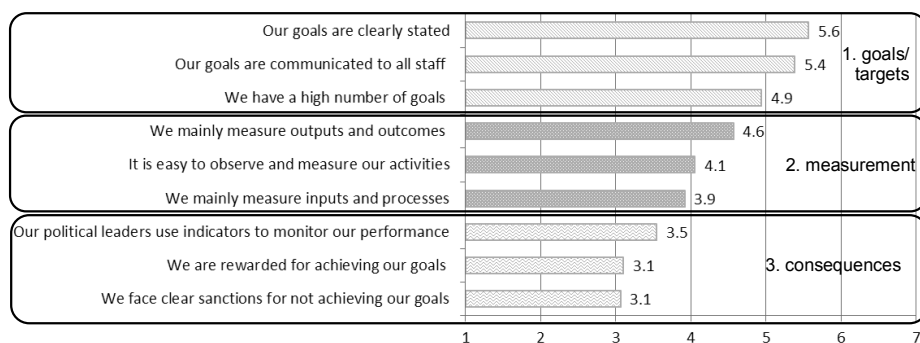 Our goals are clearly stated 5.6
Our goals are communicated to all staff 5.4
We have a high number of goals 4.9
1. goals/
targets
We mainly measure outputs and outcomes 4.6
It is easy to observe and measure our activities 4.1
We mainly measure inputs and processes 3.9
2. measurement
Our political leaders use indicators to monitor our performance 3.5
We are rewarded for achieving our goals 3.1
We face clear sanctions for not achieving our goals 3.1
3. consequences
1 2 3 4 5 6 7